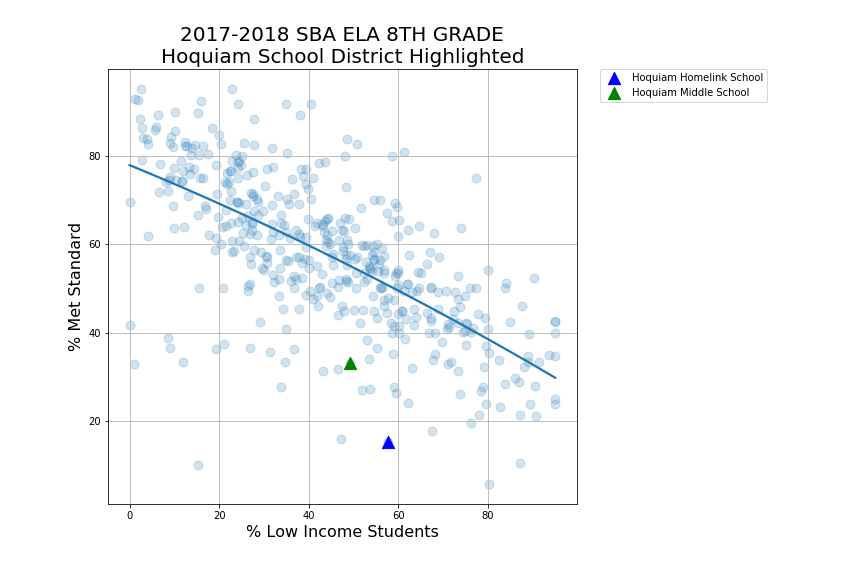 2017-2018 SBA ELA 8TH GRADE
Hoquiam School District Highlighted
Hoquiam Homelink School
Hoquiam Middle School
% Met Standard
80
60
40
20
0
20
40
60
80
% Low Income Students